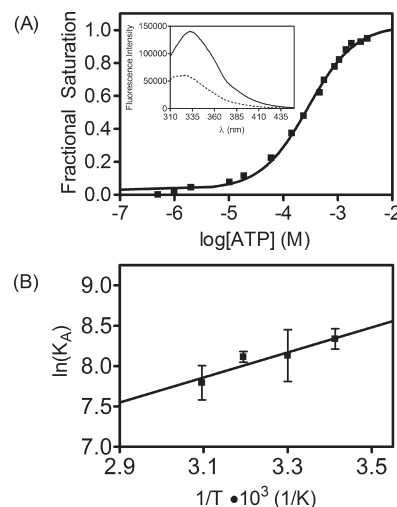 (A)
Fractional Saturation
1.0
0.8
0.6
0.4
0.2
0.0
-7 -6 -5 -4 -3 -2
log[ATP] (M)
Fluorescence Intensity
150000
100000
50000
0
310 335 360 385 410 435
λ (nm)
(B)
ln(K_A)
9.0
8.5
8.0
7.5
7.0
2.9 3.1 3.3 3.5
1/T •10³ (1/K)